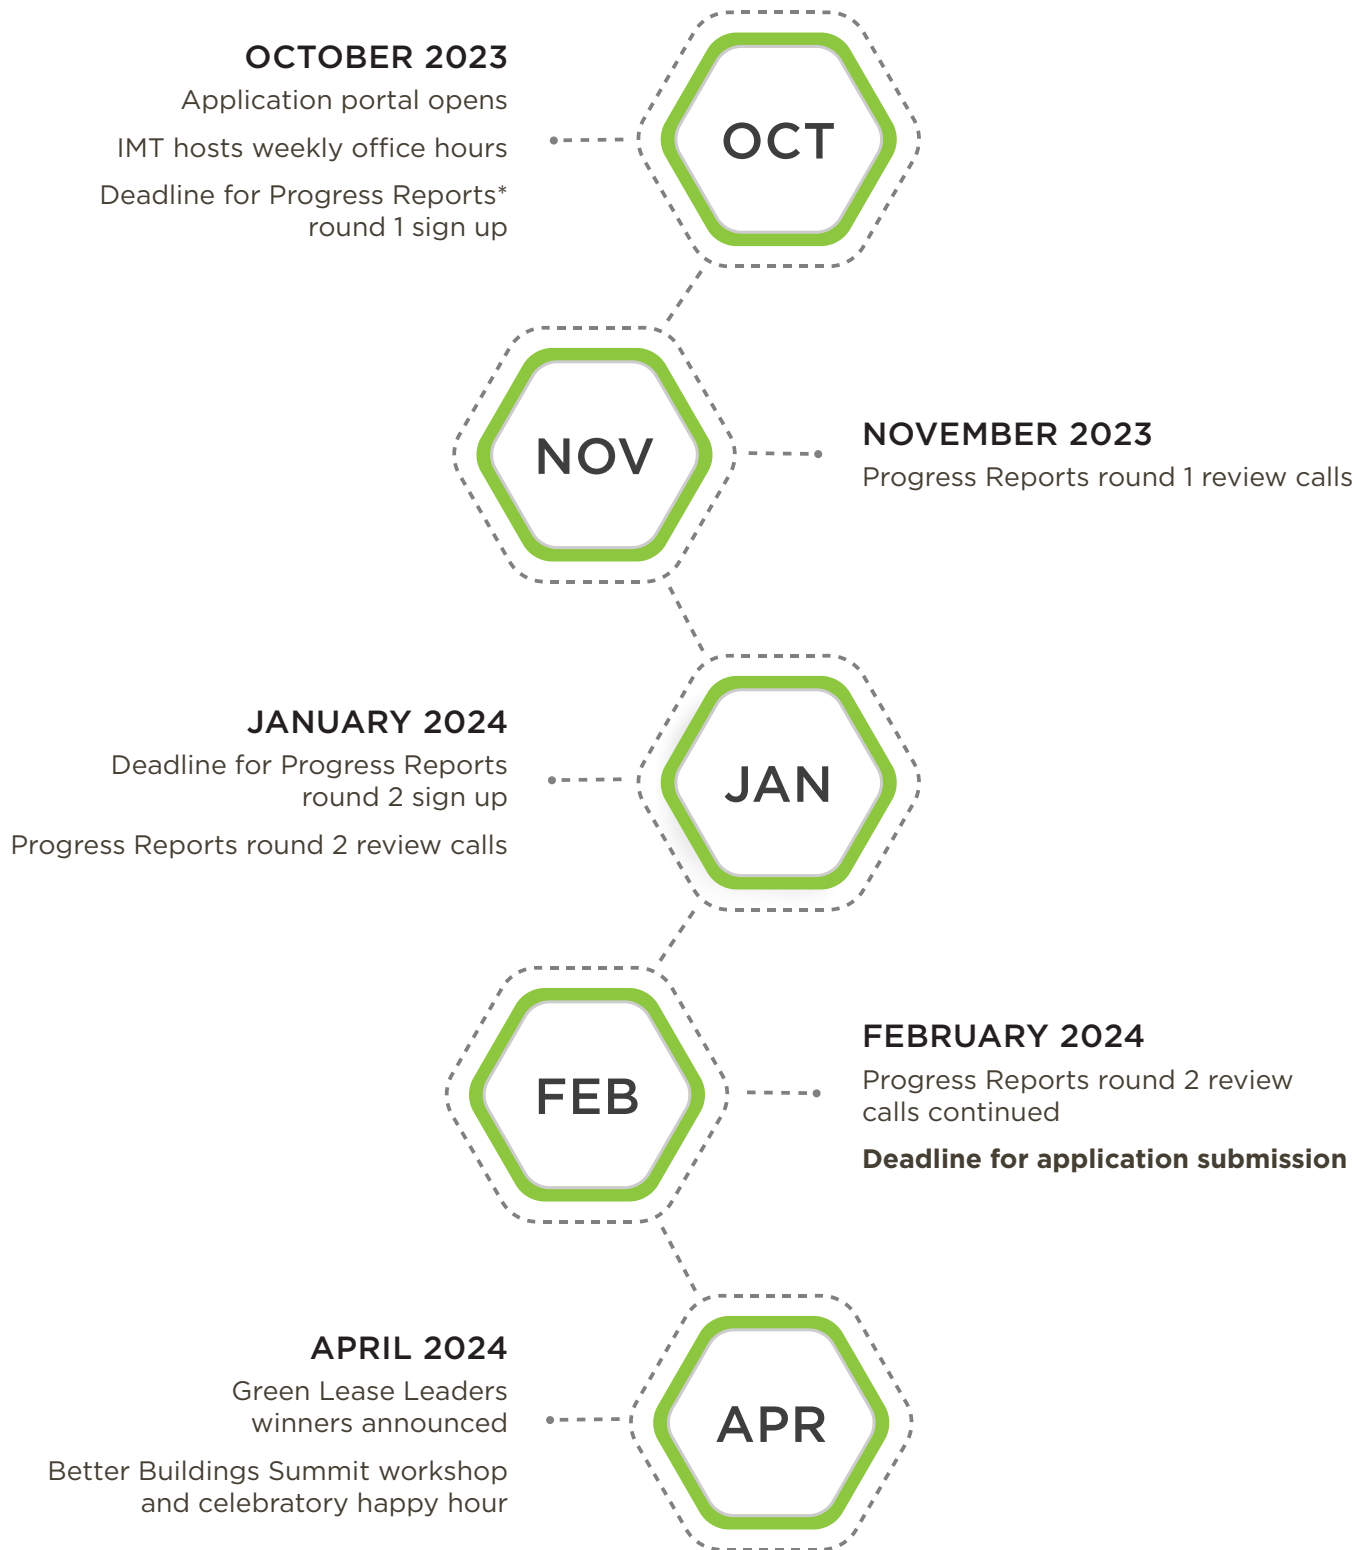 OCTOBER 2023
Application portal opens
IMT hosts weekly office hours
Deadline for Progress Reports*
round 1 sign up
OCT
NOV
NOVEMBER 2023
Progress Reports round 1 review calls
JANUARY 2024
Deadline for Progress Reports
round 2 sign up
Progress Reports round 2 review calls
JAN
FEB
FEBRUARY 2024
Progress Reports round 2 review
calls continued
Deadline for application submission
APRIL 2024
Green Lease Leaders
winners announced
Better Buildings Summit workshop
and celebratory happy hour
APR